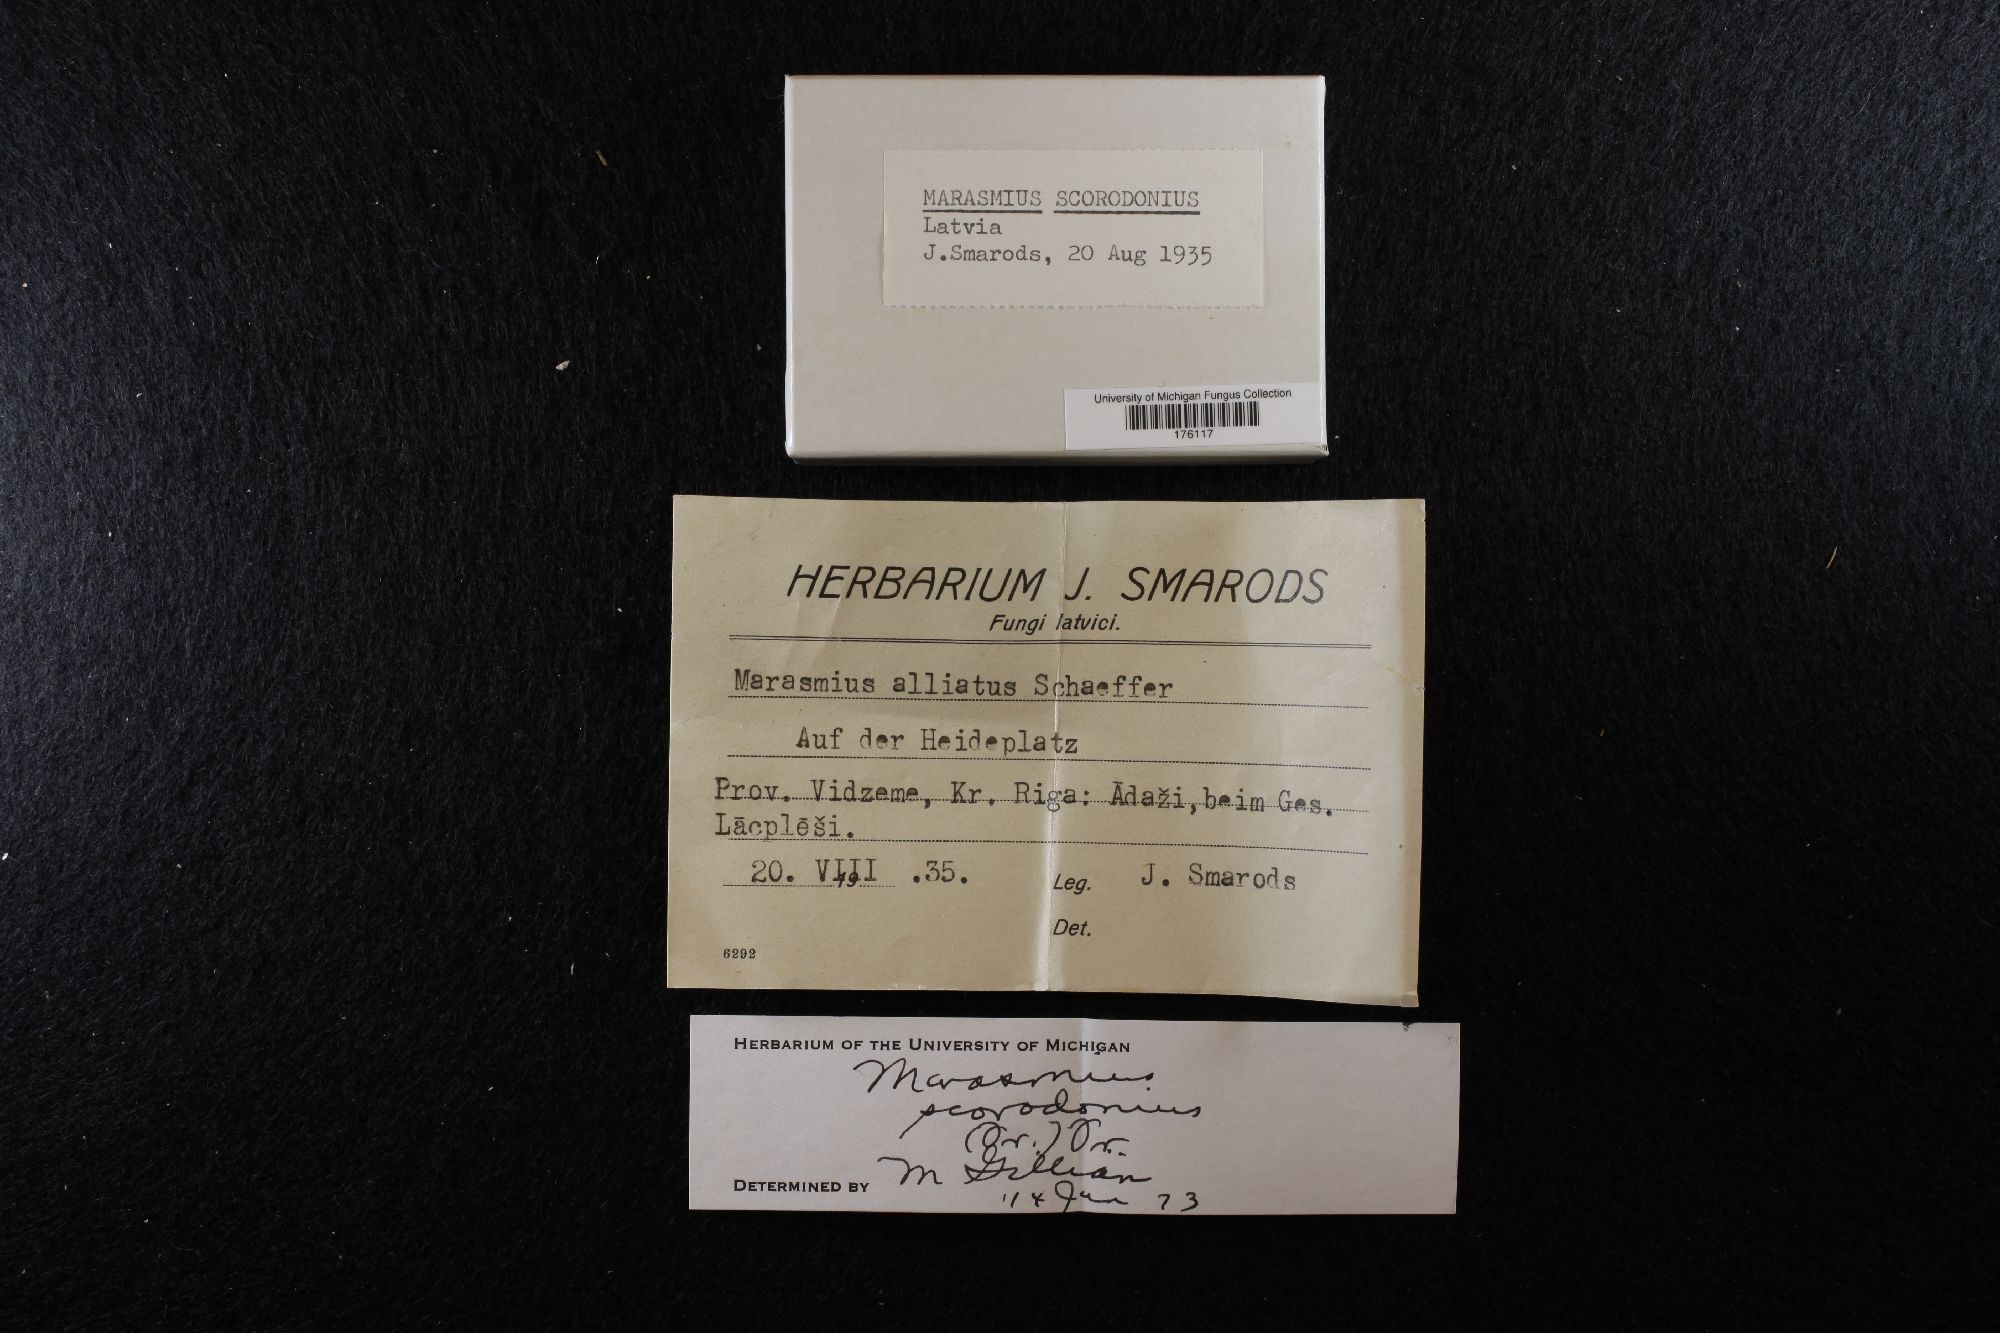 MARASMIUS SCORODONIUS
Latvia
J.Smarods, 20 Aug 1935
University of Michigan Fungus Collection
176117
HERBARIUM J. SMARODS
Fungi latvici.
Marasmius alliatus Schaeffer
Auf der Heideplatz
Prov. Vidzeme, Kr. Riga: Ādaži, beim Ges.
Lāčplēši.
20. VIII 19 .35. Leg. J. Smarods
Det.
6292
HERBARIUM OF THE UNIVERSITY OF MICHIGAN
Marasmius
scorodonius
(Fr.) Fr.
DETERMINED BY M Gilliam
14 Jan 73